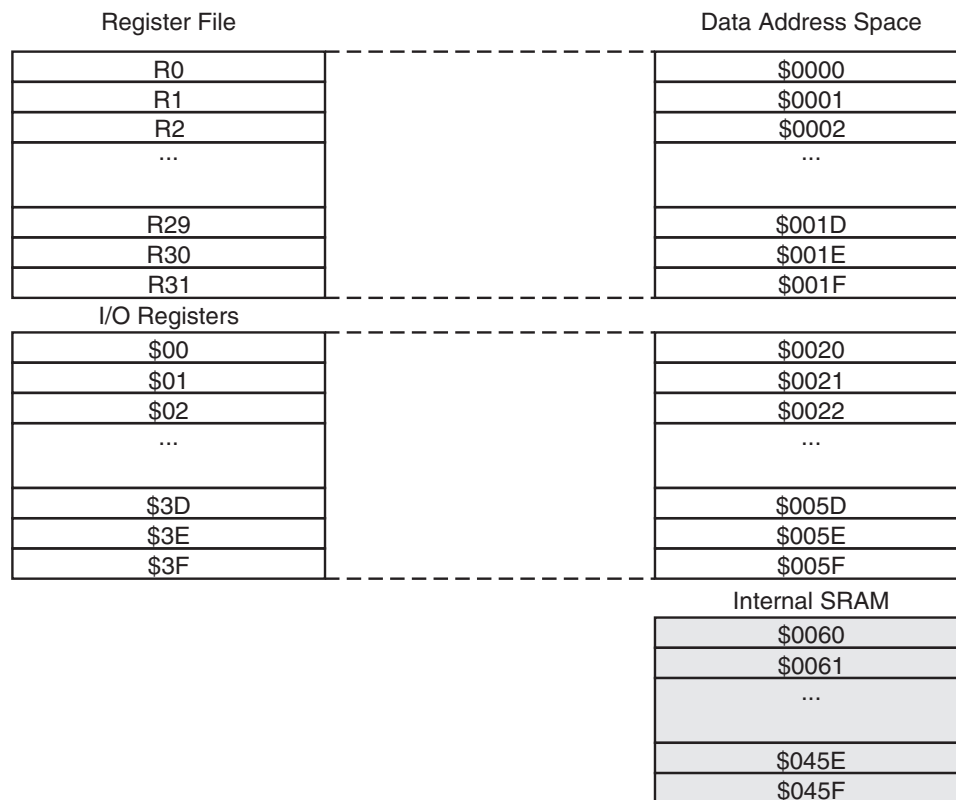 Register File Data Address Space
R0 $0000
R1 $0001
R2 $0002
... ...
R29 $001D
R30 $001E
R31 $001F
I/O Registers
$00 $0020
$01 $0021
$02 $0022
... ...
$3D $005D
$3E $005E
$3F $005F
Internal SRAM
$0060
$0061
...
$045E
$045F